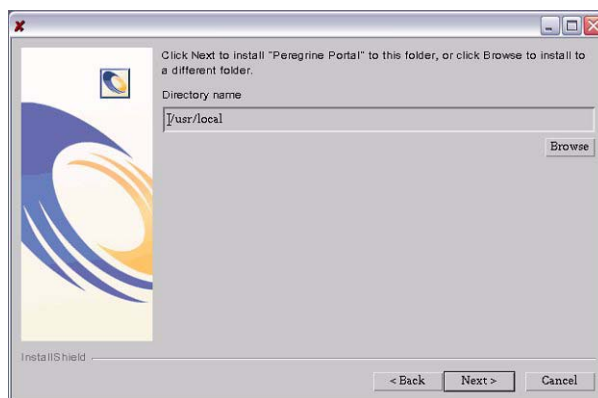 Click Next to install "Peregrine Portal" to this folder, or click Browse to install to
a different folder.
Directory name
/usr/local
Browse
InstallShield
< Back
Next >
Cancel